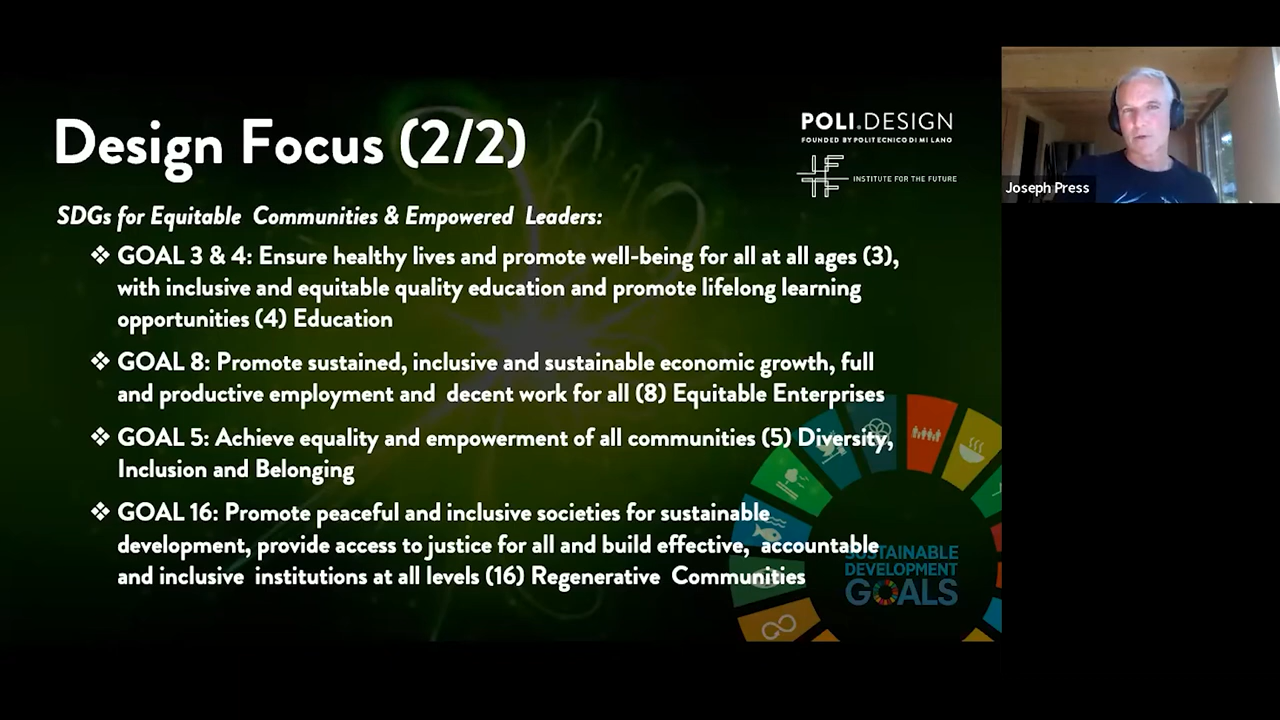 Design Focus (2/2)
POLI.DESIGN
FOUNDED BY POLITECNICO DI MILANO
INSTITUTE FOR THE FUTURE
Joseph Press
SDGs for Equitable Communities & Empowered Leaders:
❖ GOAL 3 & 4: Ensure healthy lives and promote well-being for all at all ages (3),
with inclusive and equitable quality education and promote lifelong learning
opportunities (4) Education
❖ GOAL 8: Promote sustained, inclusive and sustainable economic growth, full
and productive employment and decent work for all (8) Equitable Enterprises
❖ GOAL 5: Achieve equality and empowerment of all communities (5) Diversity,
Inclusion and Belonging
❖ GOAL 16: Promote peaceful and inclusive societies for sustainable
development, provide access to justice for all and build effective, accountable
and inclusive institutions at all levels (16) Regenerative Communities
SUSTAINABLE
DEVELOPMENT
GOALS